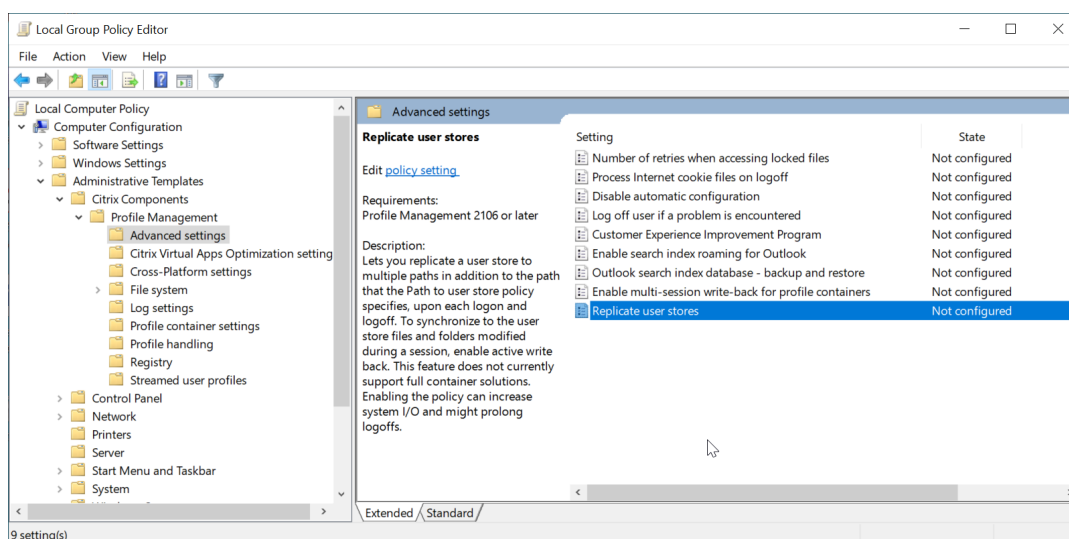 Local Group Policy Editor
File Action View Help
Local Computer Policy
Computer Configuration
Software Settings
Windows Settings
Administrative Templates
Citrix Components
Profile Management
Advanced settings
Citrix Virtual Apps Optimization setting
Cross-Platform settings
File system
Log settings
Profile container settings
Profile handling
Registry
Streamed user profiles
Control Panel
Network
Printers
Server
Start Menu and Taskbar
System
Advanced settings
Replicate user stores
Edit policy setting
Requirements:
Profile Management 2106 or later
Description:
Lets you replicate a user store to
multiple paths in addition to the path
that the Path to user store policy
specifies, upon each logon and
logoff. To synchronize to the user
store files and folders modified
during a session, enable active write
back. This feature does not currently
support full container solutions.
Enabling the policy can increase
system I/O and might prolong
logoffs.
Setting State
Number of retries when accessing locked files Not configured
Process Internet cookie files on logoff Not configured
Disable automatic configuration Not configured
Log off user if a problem is encountered Not configured
Customer Experience Improvement Program Not configured
Enable search index roaming for Outlook Not configured
Outlook search index database - backup and restore Not configured
Enable multi-session write-back for profile containers Not configured
Replicate user stores Not configured
Extended Standard
9 setting(s)